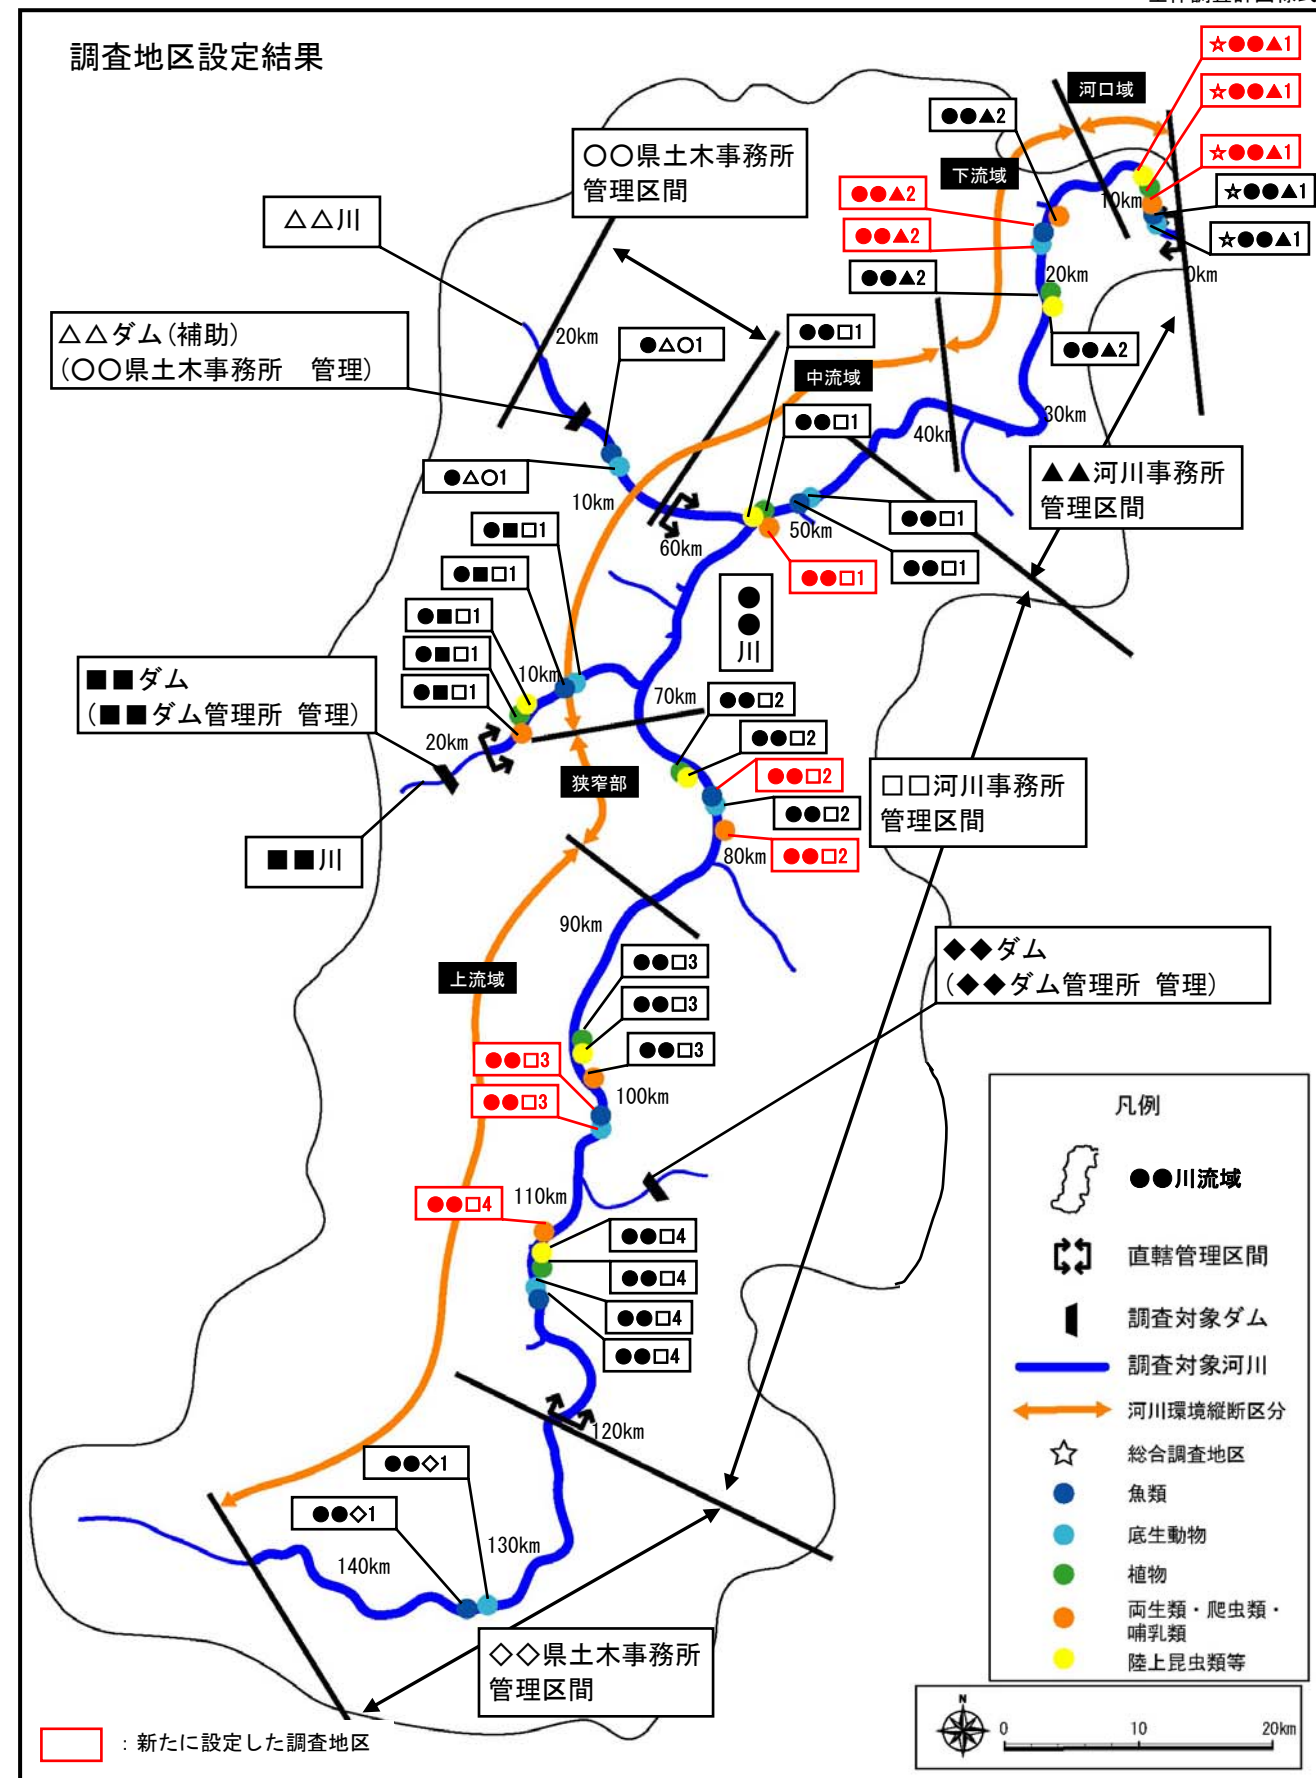 調査地区設定結果
☆●●▲1
☆●●▲1
☆●●▲1
☆●●▲1
☆●●▲1
河口域
●●▲2
下流域
●●▲2
●●▲2
●●▲2
●●▲2
10km
0km
20km
30km
40km
○○県土木事務所
管理区間
△△川
△△ダム(補助)
(○○県土木事務所 管理)
20km
●△○1
●△○1
10km
●●□1
中流域
●●□1
●●□1
●●□1
●●□1
50km
60km
▲▲河川事務所
管理区間
●■□1
●■□1
●■□1
●■□1
●■□1
10km
20km
●●川
■■ダム
(■■ダム管理所 管理)
■■川
70km
●●□2
●●□2
●●□2
●●□2
●●□2
狭窄部
80km
□□河川事務所
管理区間
90km
上流域
●●□3
●●□3
●●□3
●●□3
●●□3
100km
◆◆ダム
(◆◆ダム管理所 管理)
110km
●●□4
●●□4
●●□4
●●□4
●●□4
120km
●●◇1
●●◇1
130km
140km
◇◇県土木事務所
管理区間
凡例
●●川流域
直轄管理区間
調査対象ダム
調査対象河川
河川環境縦断区分
☆ 総合調査地区
魚類
底生動物
植物
両生類・爬虫類・
哺乳類
陸上昆虫類等
N
0 10 20km
：新たに設定した調査地区